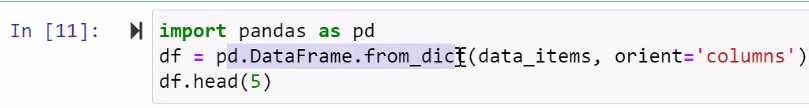 In [11]: import pandas as pd
df = pd.DataFrame.from_dict(data_items, orient='columns')
df.head(5)